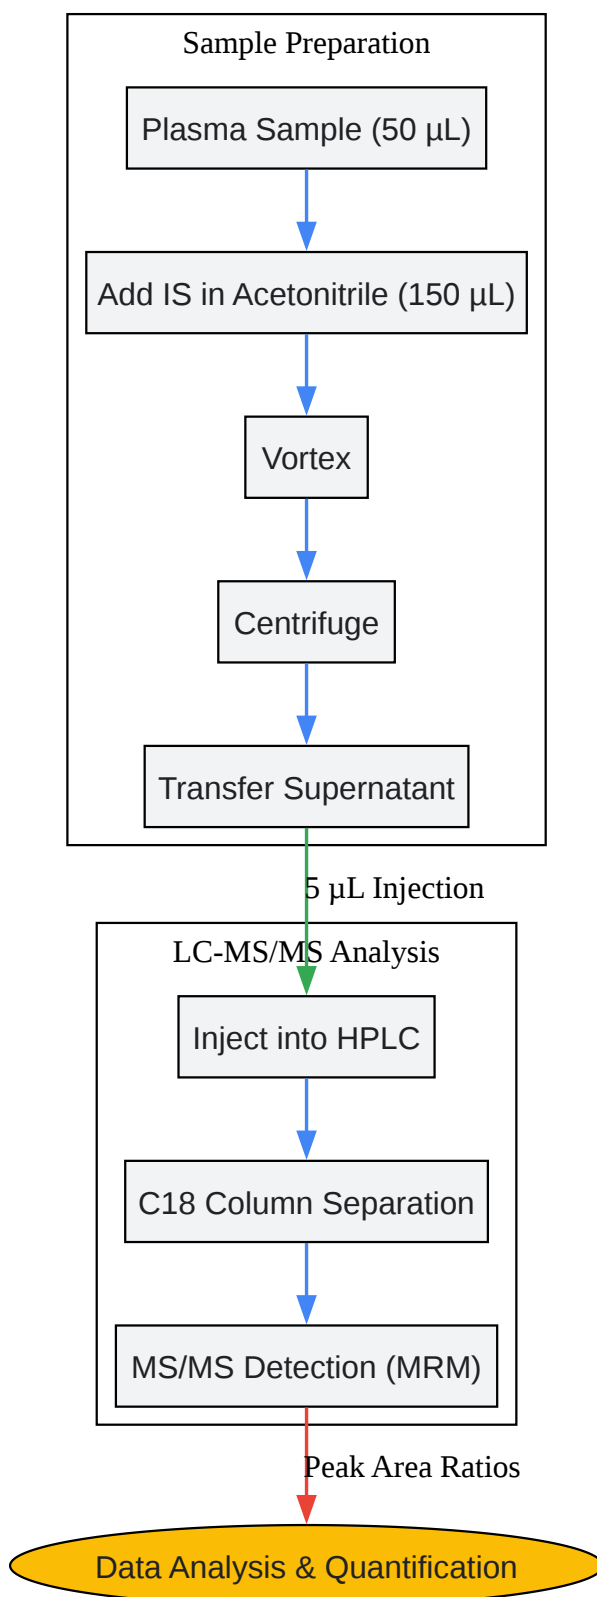 Sample Preparation
Plasma Sample (50 µL)
Add IS in Acetonitrile (150 µL)
Vortex
Centrifuge
Transfer Supernatant
5 µL Injection
LC-MS/MS Analysis
Inject into HPLC
C18 Column Separation
MS/MS Detection (MRM)
Peak Area Ratios
Data Analysis & Quantification